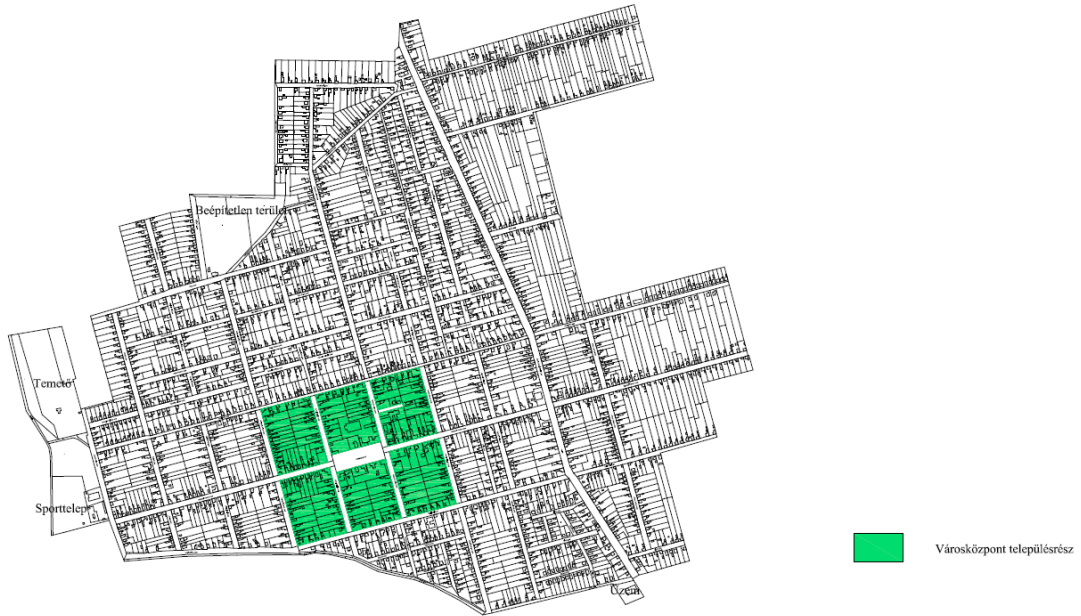 Beépítetlen terület
Temető
Sporttelep
Üzem
Városközpont településrész